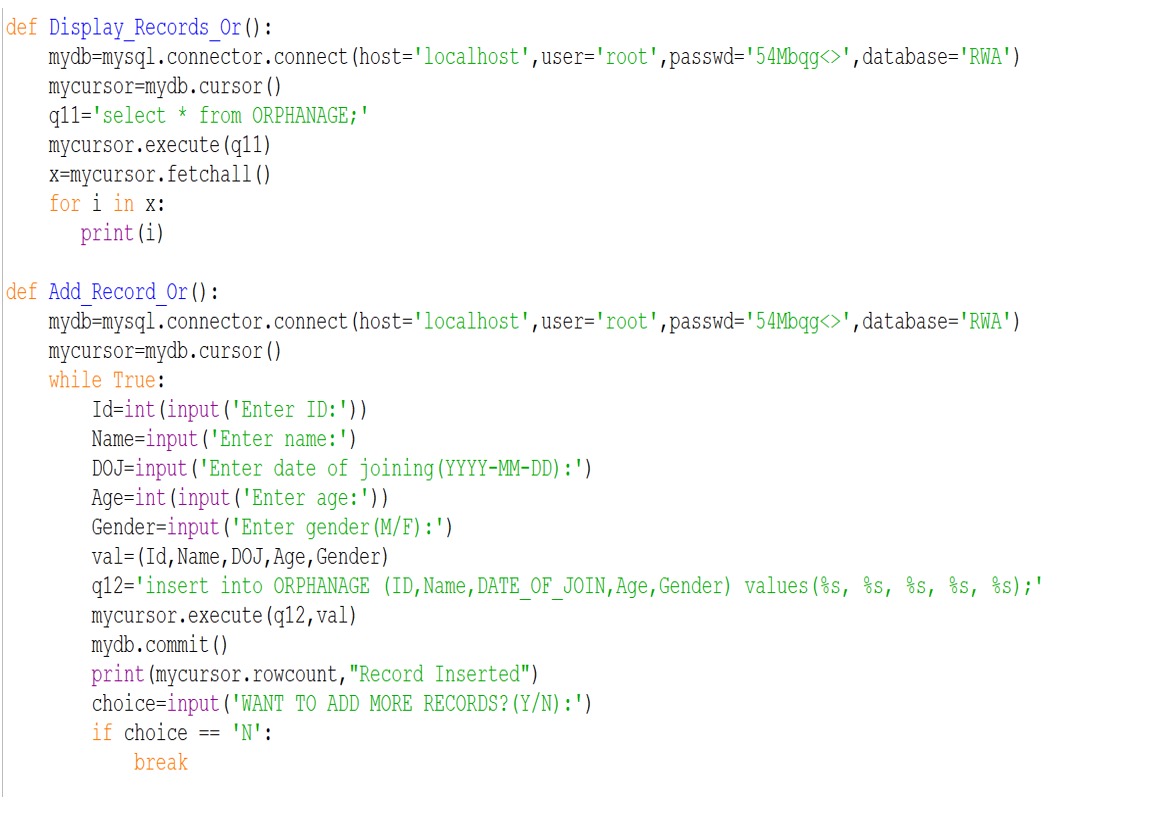 def Display_Records_Or():
    mydb=mysql.connector.connect(host='localhost',user='root',passwd='54Mbqg<>',database='RWA')
    mycursor=mydb.cursor()
    q11='select * from ORPHANAGE;'
    mycursor.execute(q11)
    x=mycursor.fetchall()
    for i in x:
       print(i)

def Add_Record_Or():
    mydb=mysql.connector.connect(host='localhost',user='root',passwd='54Mbqg<>',database='RWA')
    mycursor=mydb.cursor()
    while True:
        Id=int(input('Enter ID:'))
        Name=input('Enter name:')
        DOJ=input('Enter date of joining(YYYY-MM-DD):')
        Age=int(input('Enter age:'))
        Gender=input('Enter gender(M/F):')
        val=(Id,Name,DOJ,Age,Gender)
        q12='insert into ORPHANAGE (ID,Name,DATE_OF_JOIN,Age,Gender) values(%s, %s, %s, %s, %s);'
        mycursor.execute(q12,val)
        mydb.commit()
        print(mycursor.rowcount,"Record Inserted")
        choice=input('WANT TO ADD MORE RECORDS?(Y/N):')
        if choice == 'N':
            break